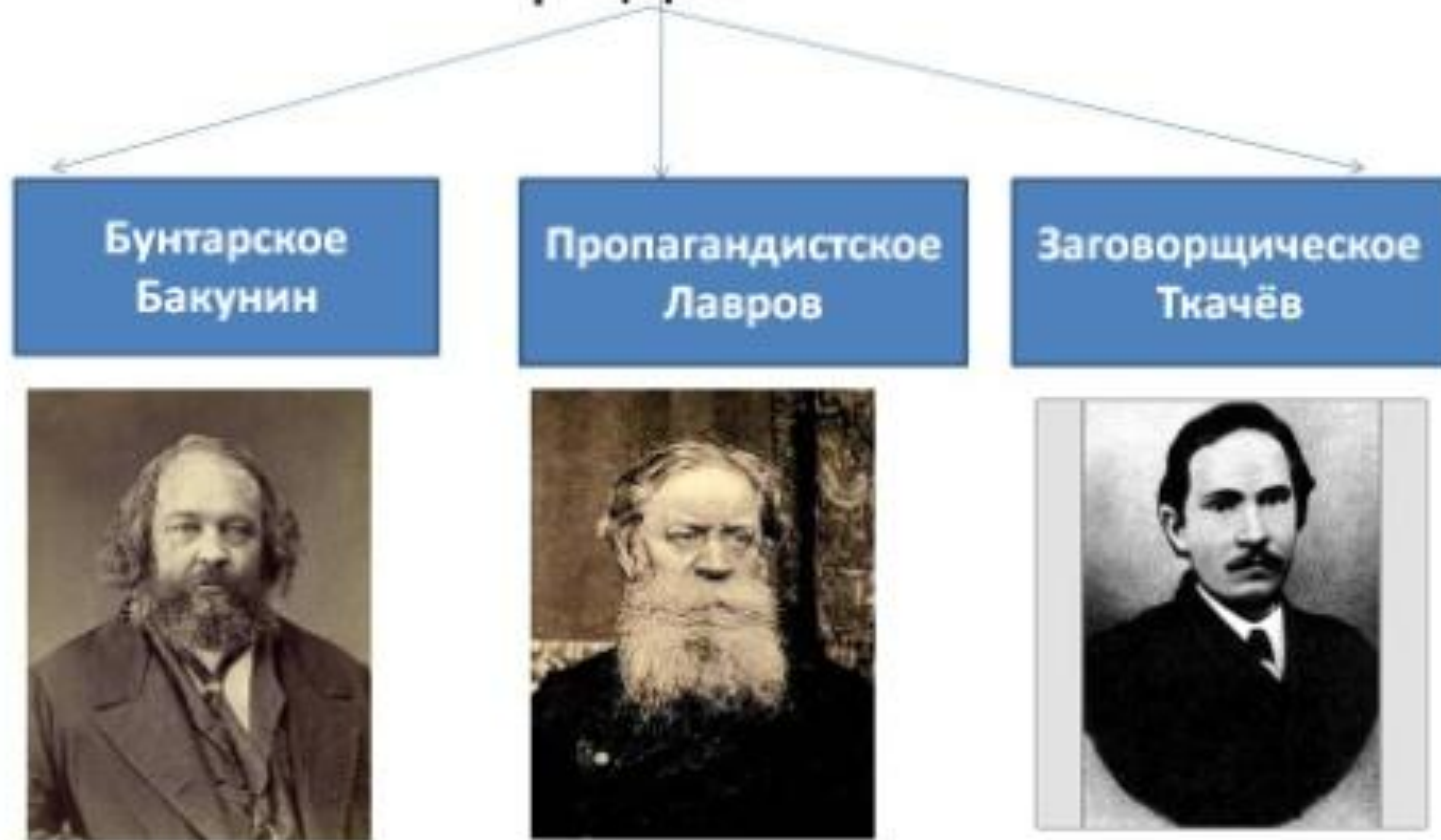 Бунтарское
Бакунин
Пропагандистское
Лавров
Заговорщическое
Ткачёв